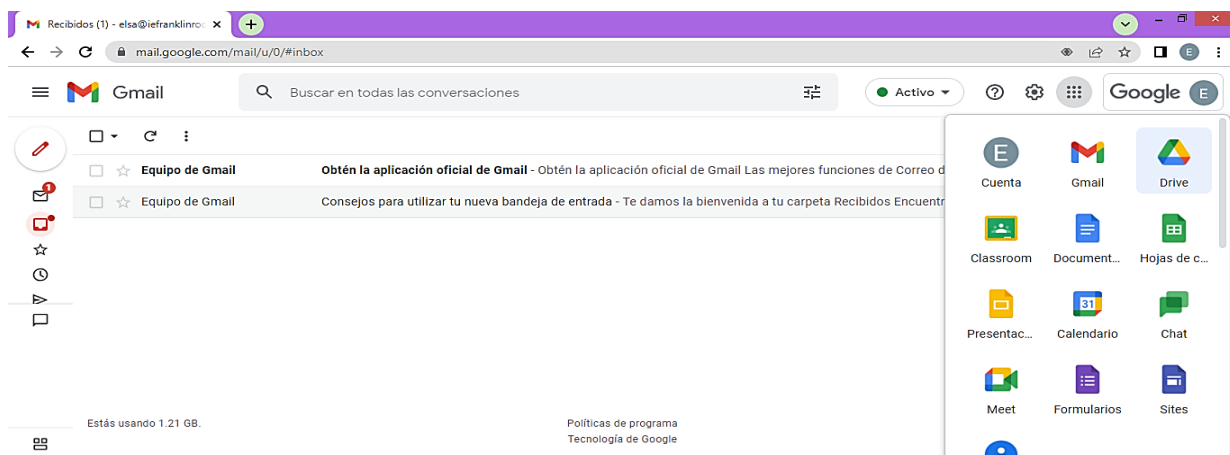 Recibidos (1) - elsa@iefranklinroo
mail.google.com/mail/u/0/#inbox
E
Gmail
Buscar en todas las conversaciones
Activo
Google E
1
Equipo de Gmail Obtén la aplicación oficial de Gmail - Obtén la aplicación oficial de Gmail Las mejores funciones de Correo d
Equipo de Gmail Consejos para utilizar tu nueva bandeja de entrada - Te damos la bienvenida a tu carpeta Recibidos Encuentr
E
Cuenta Gmail Drive
Classroom Document... Hojas de c...
31
Presentac... Calendario Chat
Meet Formularios Sites
Estás usando 1.21 GB.
Políticas de programa
Tecnología de Google